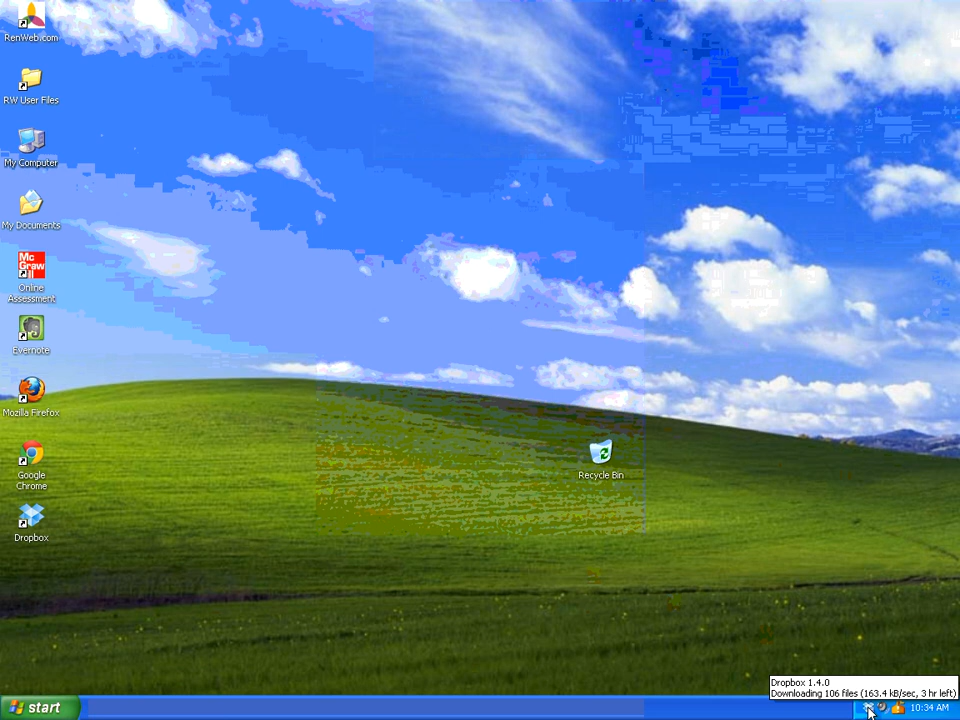 RenWeb.com
RW User Files
My Computer
My Documents
Mc
Graw
Hill
Online
Assessment
Evernote
Mozilla Firefox
Google
Chrome
Dropbox
Recycle Bin
Dropbox 1.4.0
Downloading 106 files (163.4 kB/sec, 3 hr left)
start
10:34 AM